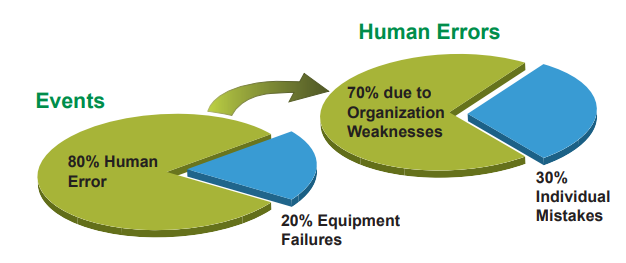 Human Errors
Events
70% due to
Organization
Weaknesses
80% Human
Error
30%
Individual
Mistakes
20% Equipment
Failures